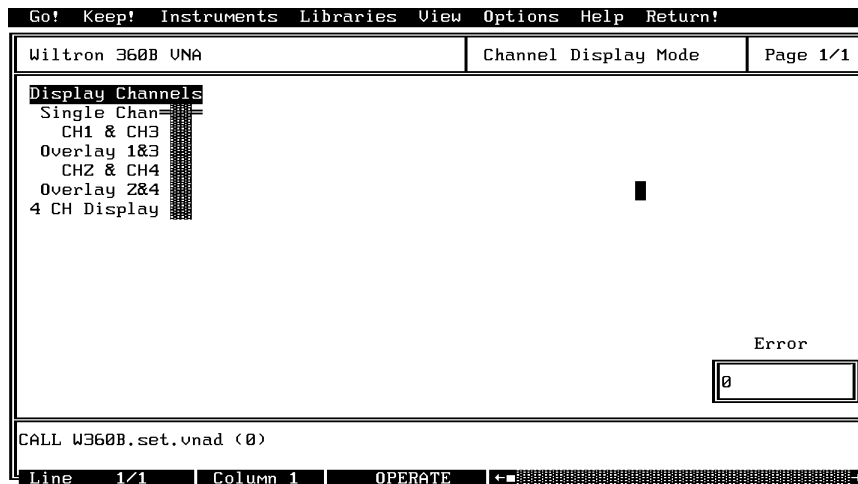 Go! Keep! Instruments Libraries View Options Help Return!
Wiltron 360B VNA
Channel Display Mode
Page 1/1
Display Channels
Single Chan
CH1 & CH3
Overlay 1&3
CH2 & CH4
Overlay 2&4
4 CH Display
Error
0
CALL W360B.set.vnad (0)
Line 1/1 Column 1 OPERATE